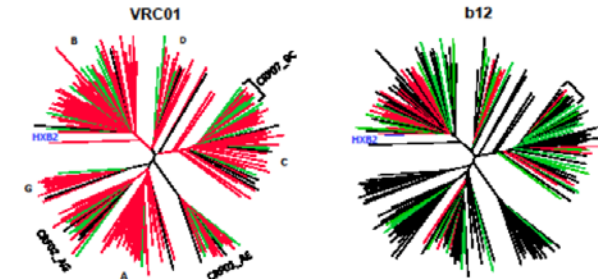 VRC01
b12
B
D
CRF07_BC
HXB2
HXB2
C
G
CRF02_AG
A
CRF01_AE